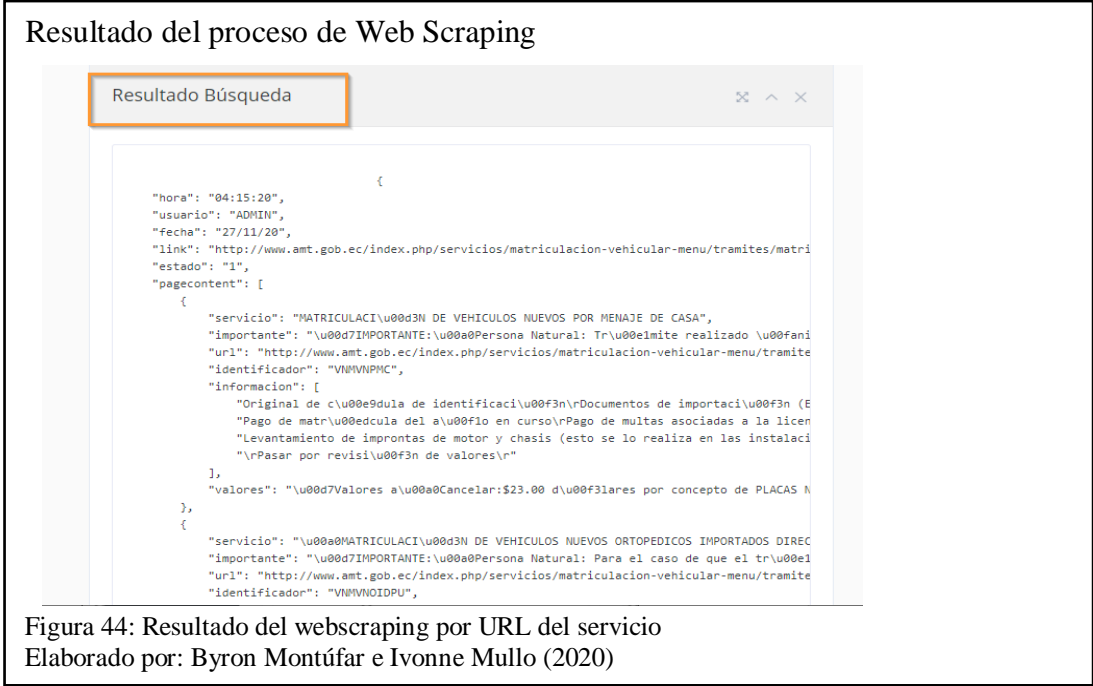 Resultado del proceso de Web Scraping
Resultado Búsqueda
{
"hora": "04:15:20",
"usuario": "ADMIN",
"fecha": "27/11/20",
"link": "http://www.amt.gob.ec/index.php/servicios/matriculacion-vehicular-menu/tramites/matri
"estado": "1",
"pagecontent": [
{
"servicio": "MATRICULACI\u00d3N DE VEHICULOS NUEVOS POR MENAJE DE CASA",
"importante": "\u00d7IMPORTANTE:\u00a0Persona Natural: Tr\u00e1mite realizado \u00fani
"url": "http://www.amt.gob.ec/index.php/servicios/matriculacion-vehicular-menu/tramite
"identificador": "VNMVNPMC",
"informacion": [
"Original de c\u00e9dula de identificaci\u00f3n\rDocumentos de importaci\u00f3n (E
"Pago de matr\u00edcula del a\u00f1o en curso\rPago de multas asociadas a la licen
"Levantamiento de improntas de motor y chasis (esto se lo realiza en las instalaci
"\rPasar por revisi\u00f3n de valores\r"
],
"valores": "\u00d7Valores a\u00a0Cancelar:$23.00 d\u00f3lares por concepto de PLACAS N
},
{
"servicio": "\u00a0MATRICULACI\u00d3N DE VEHICULOS NUEVOS ORTOPEDICOS IMPORTADOS DIREC
"importante": "\u00d7IMPORTANTE:\u00a0Persona Natural: Para el caso de que el tr\u00e1
"url": "http://www.amt.gob.ec/index.php/servicios/matriculacion-vehicular-menu/tramite
"identificador": "VNMVNOIDPU",
Figura 44: Resultado del webscraping por URL del servicio
Elaborado por: Byron Montúfar e Ivonne Mullo (2020)